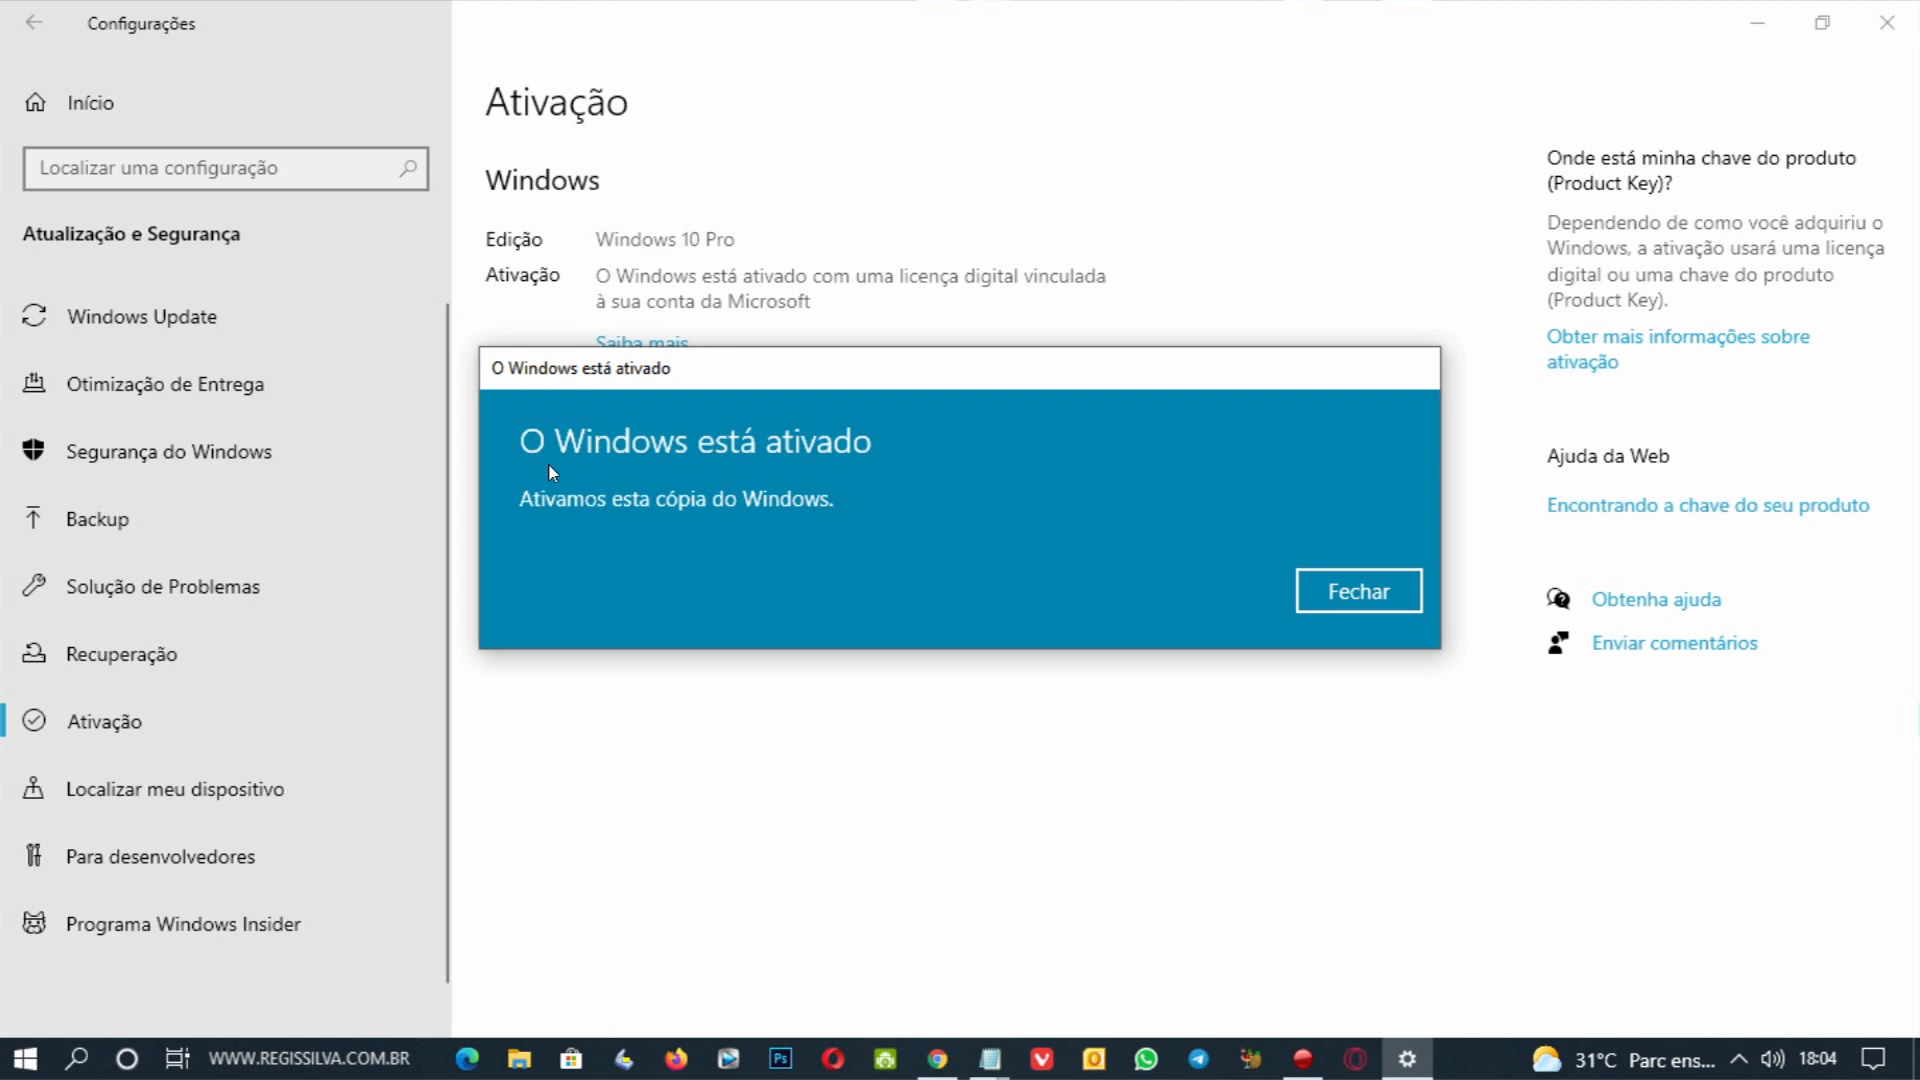 Configurações
Início
Localizar uma configuração
Atualização e Segurança
Windows Update
Otimização de Entrega
Segurança do Windows
Backup
Solução de Problemas
Recuperação
Ativação
Localizar meu dispositivo
Para desenvolvedores
Programa Windows Insider
Ativação
Windows
Edição Windows 10 Pro
Ativação O Windows está ativado com uma licença digital vinculada
à sua conta da Microsoft
Saiba mais
O Windows está ativado
O Windows está ativado
Ativamos esta cópia do Windows.
Fechar
Onde está minha chave do produto
(Product Key)?
Dependendo de como você adquiriu o
Windows, a ativação usará uma licença
digital ou uma chave do produto
(Product Key).
Obter mais informações sobre
ativação
Ajuda da Web
Encontrando a chave do seu produto
Obtenha ajuda
Enviar comentários
WWW.REGISSILVA.COM.BR
Ps
31°C Parc ens...
18:04